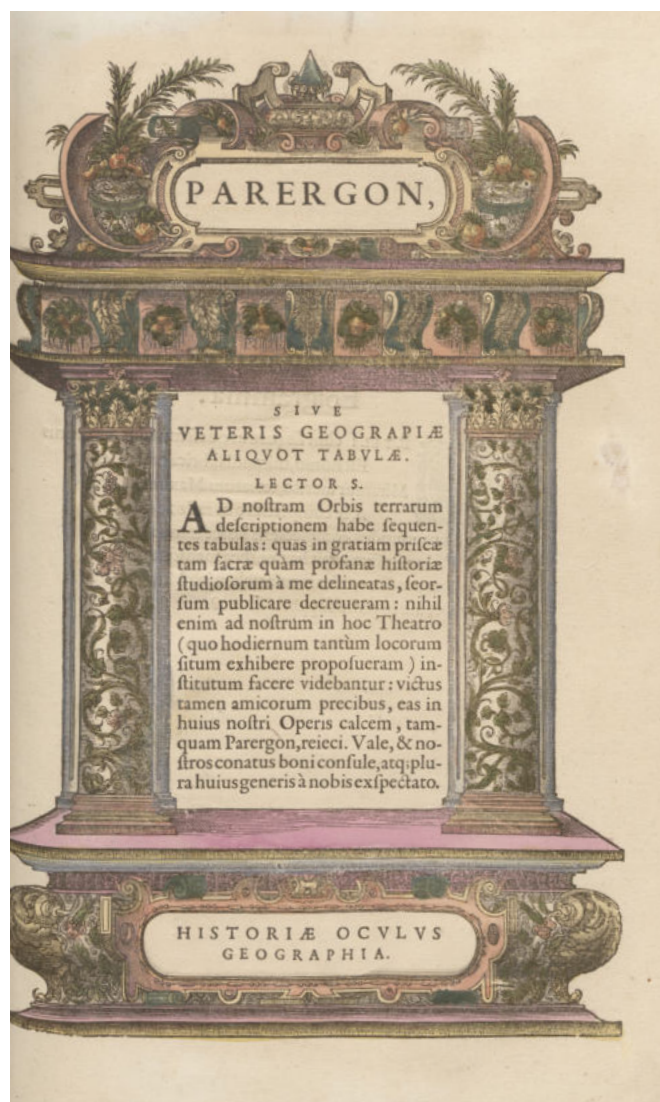 PARERGON,
SIVE
VETERIS GEOGRAPIÆ
ALIQVOT TABVLÆ.
LECTOR S.
AD noſtram Orbis terrarum
deſcriptionem habe ſequen-
tes tabulas: quas in gratiam priſcæ
tam ſacræ quàm profanæ hiſtoriæ
ſtudioſorum à me delineatas, ſeor-
ſum publicare decreueram: nihil
enim ad noſtrum in hoc Theatro
(quo hodiernum tantùm locorum
ſitum exhibere propoſueram) in-
ſtitutum facere videbantur: victus
tamen amicorum precibus, eas in
huius noſtri Operis calcem, tam-
quam Parergon, reieci. Vale, & no-
ſtros conatus boni conſule, atq; plu-
ra huius generis à nobis exſpectato.
HISTORIÆ OCVLVS
GEOGRAPHIA.